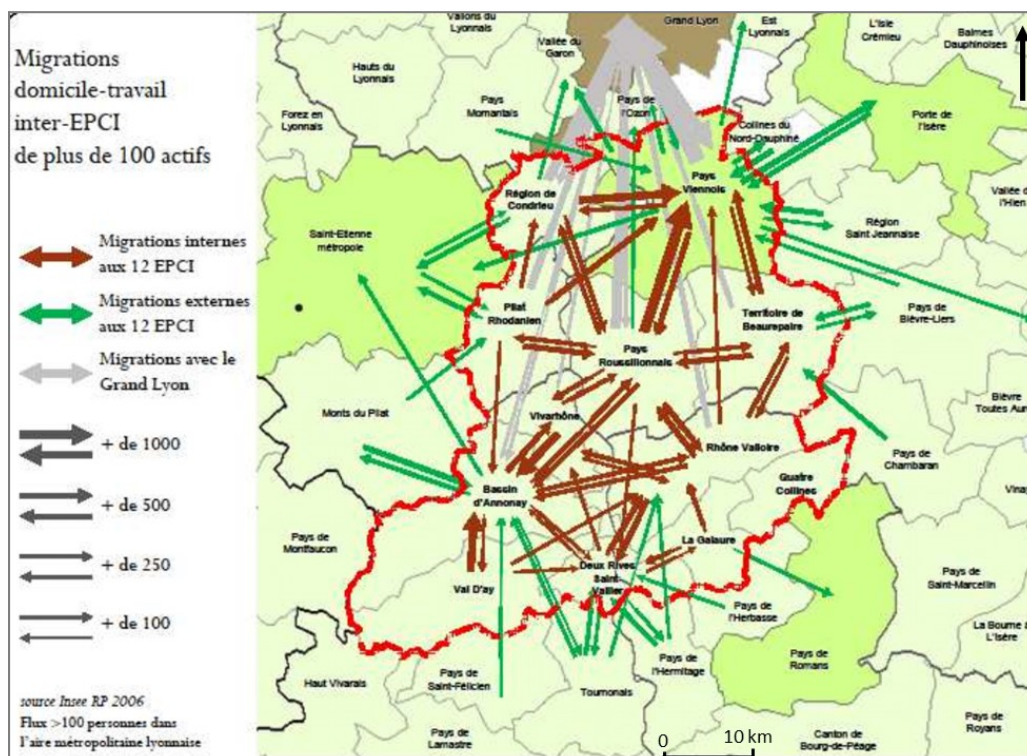 Migrations
domicile-travail
inter-EPCI
de plus de 100 actifs
Migrations internes
aux 12 EPCI
Migrations externes
aux 12 EPCI
Migrations avec le
Grand Lyon
+ de 1000
+ de 500
+ de 250
+ de 100
source Insee RP 2006
Flux >100 personnes dans
l'aire métropolitaine lyonnaise
Vallons du
Lyonnais
Grand Lyon
Est
Lyonnais
L'Isle
Crémieu
Balmes
Dauphinoises
Vallée du
Garon
Hauts du
Lyonnais
Pays
Mornantais
Pays de
l'Ozon
Forez en
Lyonnais
Collines du
Nord-Dauphiné
Porte de
l'Isère
Pays
Viennois
Région de
Condrieu
Vallée de
l'Hien
Saint-Etienne
métropole
Région
Saint Jeannaise
Pilat
Rhodanien
Territoire de
Beaurepaire
Pays de
Bièvre-Liers
Pays
Roussillonnais
Monts du Pilat
Vivarhône
Bièvre
Rhône Valloire
Pays de
Chambaran
Bassin
d'Annonay
Quatre
Collines
Pays de
Montfaucon
La Galaure
Deux Rives
Saint
Vallier
Val D'ay
Pays de
Saint-Marcellin
Pays de
l'Herbasse
La Bourne à
L'Isère
Haut Vivarais
Pays de
Saint-Félicien
Pays de
l'Hermitage
Pays de
Romans
Tournonais
Pays de
Lamastre
0 10 km
Canton de
Bourg-de-Péage
Pays de
Royans